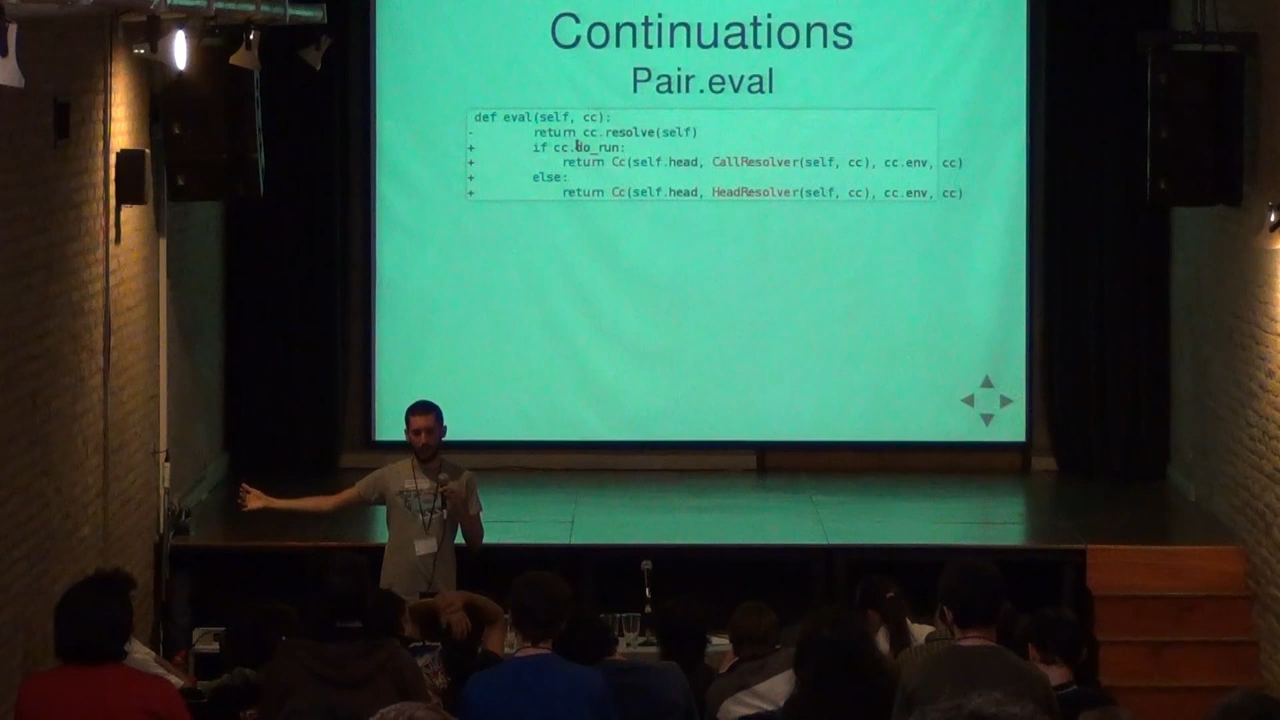 Continuations
Pair.eval
def eval(self, cc):
- return cc.resolve(self)
+ if cc.do_run:
+ return Cc(self.head, CallResolver(self, cc), cc.env, cc)
+ else:
+ return Cc(self.head, HeadResolver(self, cc), cc.env, cc)